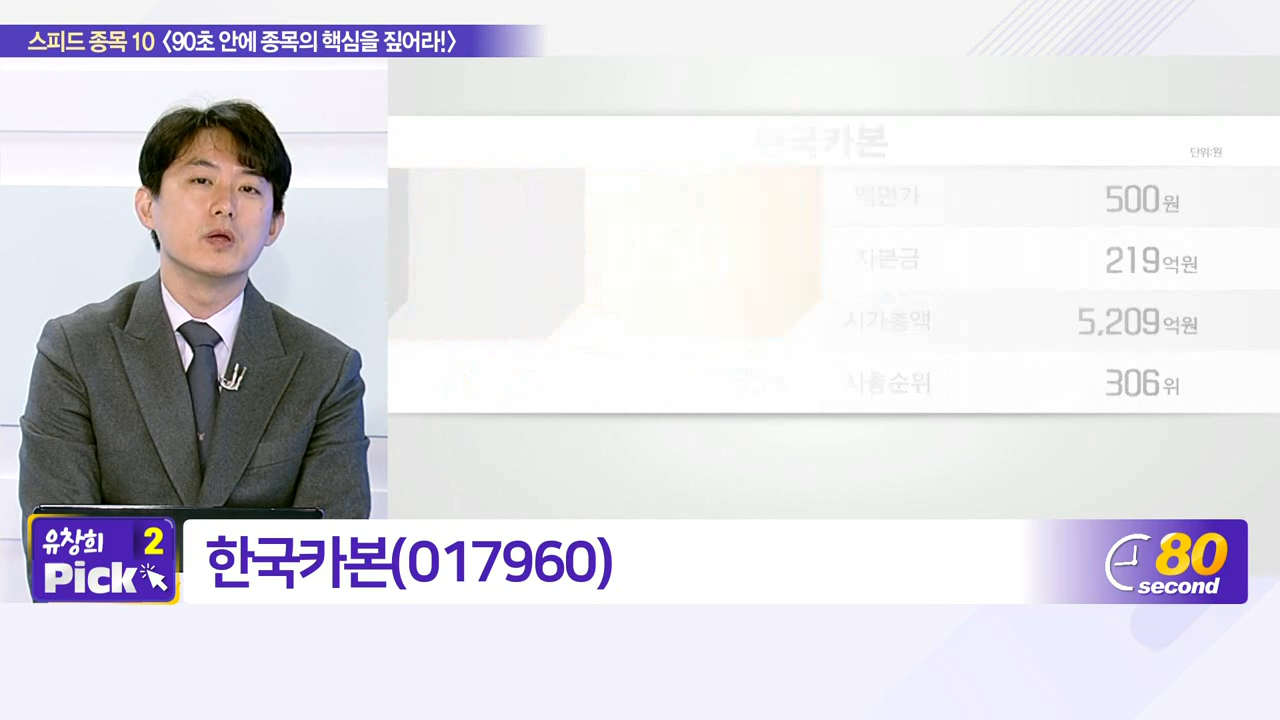 스피드 종목 10 <90초 안에 종목의 핵심을 짚어라!>
한국카본
단위:원
액면가 500원
자본금 219억원
시가총액 5,209억원
시총순위 306위
유창희 2
Pick
한국카본(017960)
80
second